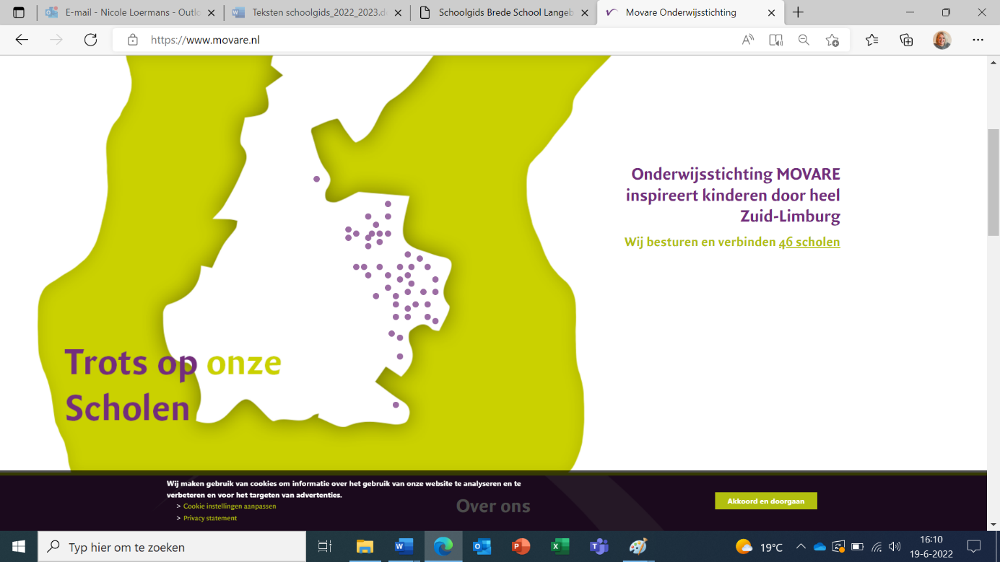 E-mail - Nicole Loermans - Outlo
Teksten schoolgids_2022_2023.d
Schoolgids Brede School Langeb
Movare Onderwijsstichting
https://www.movare.nl
Onderwijsstichting MOVARE
inspireert kinderen door heel
Zuid-Limburg
Wij besturen en verbinden 46 scholen
Trots op onze
Scholen
Wij maken gebruik van cookies om informatie over het gebruik van onze website te analyseren en te
verbeteren en voor het targeten van advertenties.
> Cookie instellingen aanpassen
> Privacy statement
Over ons
Akkoord en doorgaan
Typ hier om te zoeken
19°C
16:10
19-6-2022